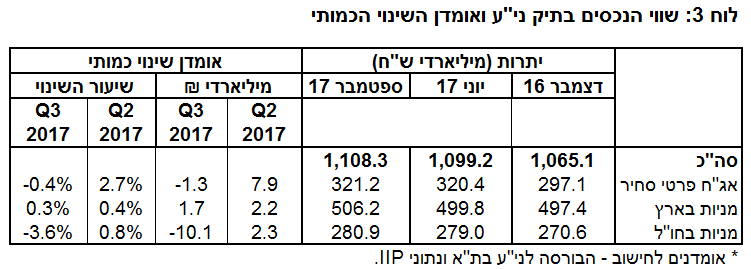 לוח 3: שווי הנכסים בתיק ני"ע ואומדן השינוי הכמותי
יתרות (מיליארדי ש"ח) אומדן שינוי כמותי
דצמבר 16 יוני 17 ספטמבר 17 מיליארדי ₪ שיעור השינוי
Q2 2017 Q3 2017 Q2 2017 Q3 2017
סה"כ 1,065.1 1,099.2 1,108.3
אג"ח פרטי סחיר 297.1 320.4 321.2 7.9 -1.3 2.7% -0.4%
מניות בארץ 497.4 499.8 506.2 2.2 1.7 0.4% 0.3%
מניות בחו"ל 270.6 279.0 280.9 2.3 -10.1 0.8% -3.6%
* אומדנים לחישוב - הבורסה לני"ע בת"א ונתוני IIP.